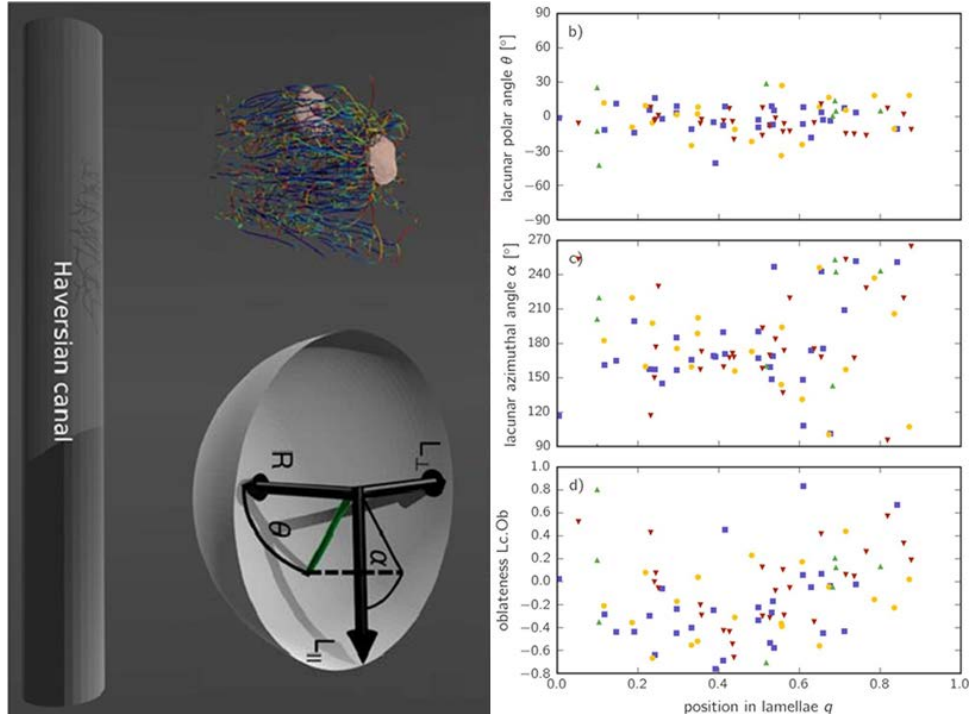 Haversian canal
R
L⊥
θ
α
L||
b)
lacunar polar angle θ [°]
90
60
30
0
−30
−60
−90
c)
lacunar azimuthal angle α [°]
270
240
210
180
150
120
90
d)
oblateness Lc.Ob
1.0
0.8
0.6
0.4
0.2
0.0
−0.2
−0.4
−0.6
−0.8
0.0 0.2 0.4 0.6 0.8 1.0
position in lamellae q